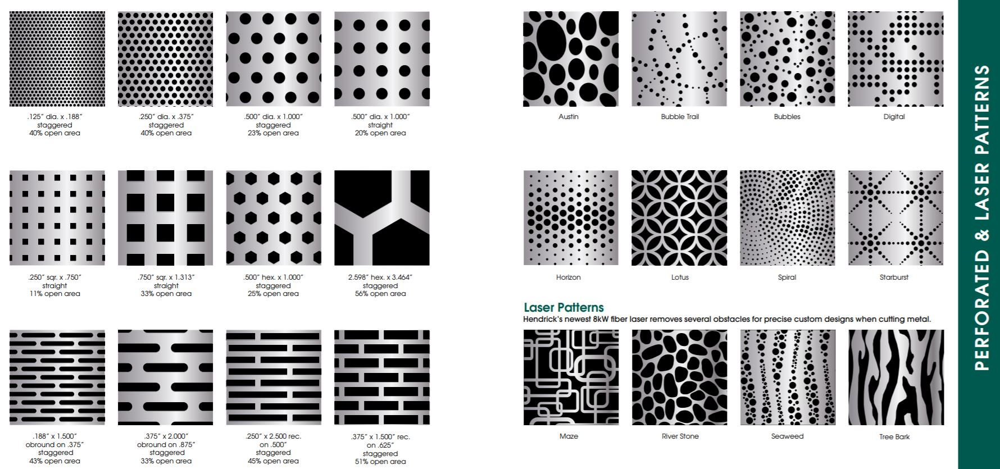 .125” dia. x .188”
staggered
40% open area
.250” dia. x .375”
staggered
40% open area
.500” dia. x 1.000”
staggered
23% open area
.500” dia. x 1.000”
straight
20% open area
.250” sqr. x .750”
straight
11% open area
.750” sqr. x 1.313”
straight
33% open area
.500” hex. x 1.000”
staggered
25% open area
2.598” hex. x 3.464”
staggered
56% open area
.188” x 1.500”
obround on .375”
staggered
43% open area
.375” x 2.000”
obround on .875”
staggered
33% open area
.250” x 2.500 rec.
on .500”
staggered
45% open area
.375” x 1.500” rec.
on .625”
staggered
51% open area
Austin
Bubble Trail
Bubbles
Digital
Horizon
Lotus
Spiral
Starburst
Laser Patterns
Hendrick’s newest 8kW fiber laser removes several obstacles for precise custom designs when cutting metal.
Maze
River Stone
Seaweed
Tree Bark
PERFORATED & LASER PATTERNS